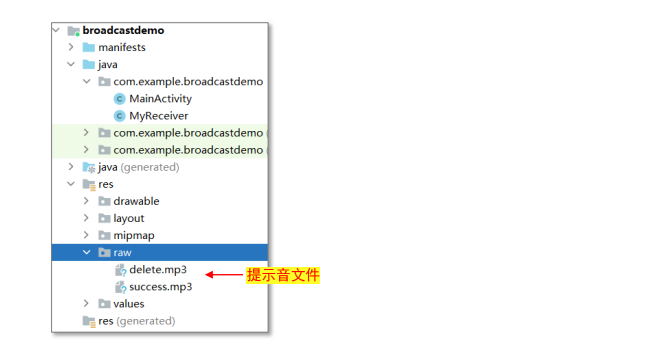 broadcastdemo
manifests
java
com.example.broadcastdemo
MainActivity
MyReceiver
com.example.broadcastdemo
com.example.broadcastdemo
java (generated)
res
drawable
layout
mipmap
raw
delete.mp3
提示音文件
success.mp3
values
res (generated)